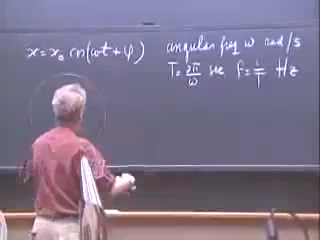 x = x₀ cos(ωt + φ) angular freq ω rad/s
T = 2π/ω sec f = 1/T Hz